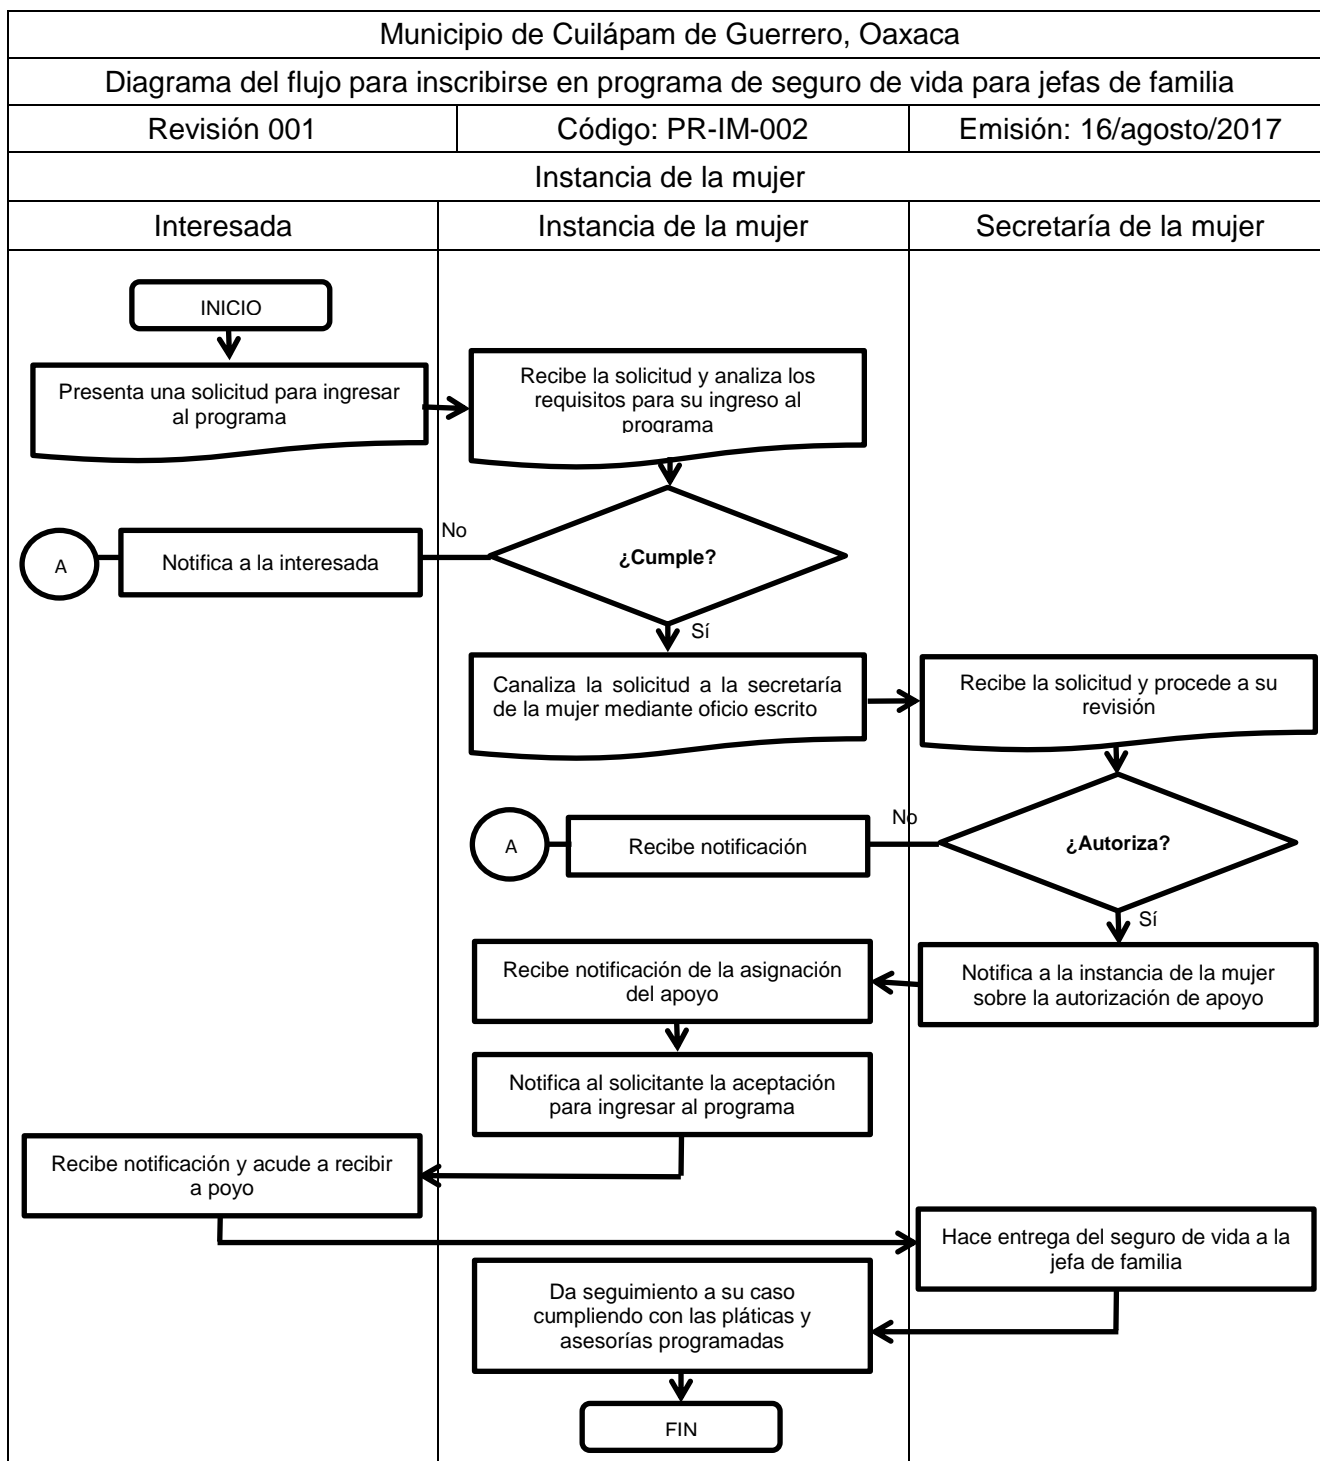 Municipio de Cuilápam de Guerrero, Oaxaca
Diagrama del flujo para inscribirse en programa de seguro de vida para jefas de familia
Revisión 001
Código: PR-IM-002
Emisión: 16/agosto/2017
Instancia de la mujer
Interesada
Instancia de la mujer
Secretaría de la mujer
INICIO
Presenta una solicitud para ingresar
al programa
Recibe la solicitud y analiza los
requisitos para su ingreso al
programa
¿Cumple?
No
Notifica a la interesada
A
Sí
Canaliza la solicitud a la secretaría
de la mujer mediante oficio escrito
Recibe la solicitud y procede a su
revisión
¿Autoriza?
No
Recibe notificación
A
Sí
Notifica a la instancia de la mujer
sobre la autorización de apoyo
Recibe notificación de la asignación
del apoyo
Notifica al solicitante la aceptación
para ingresar al programa
Recibe notificación y acude a recibir
a poyo
Hace entrega del seguro de vida a la
jefa de familia
Da seguimiento a su caso
cumpliendo con las pláticas y
asesorías programadas
FIN